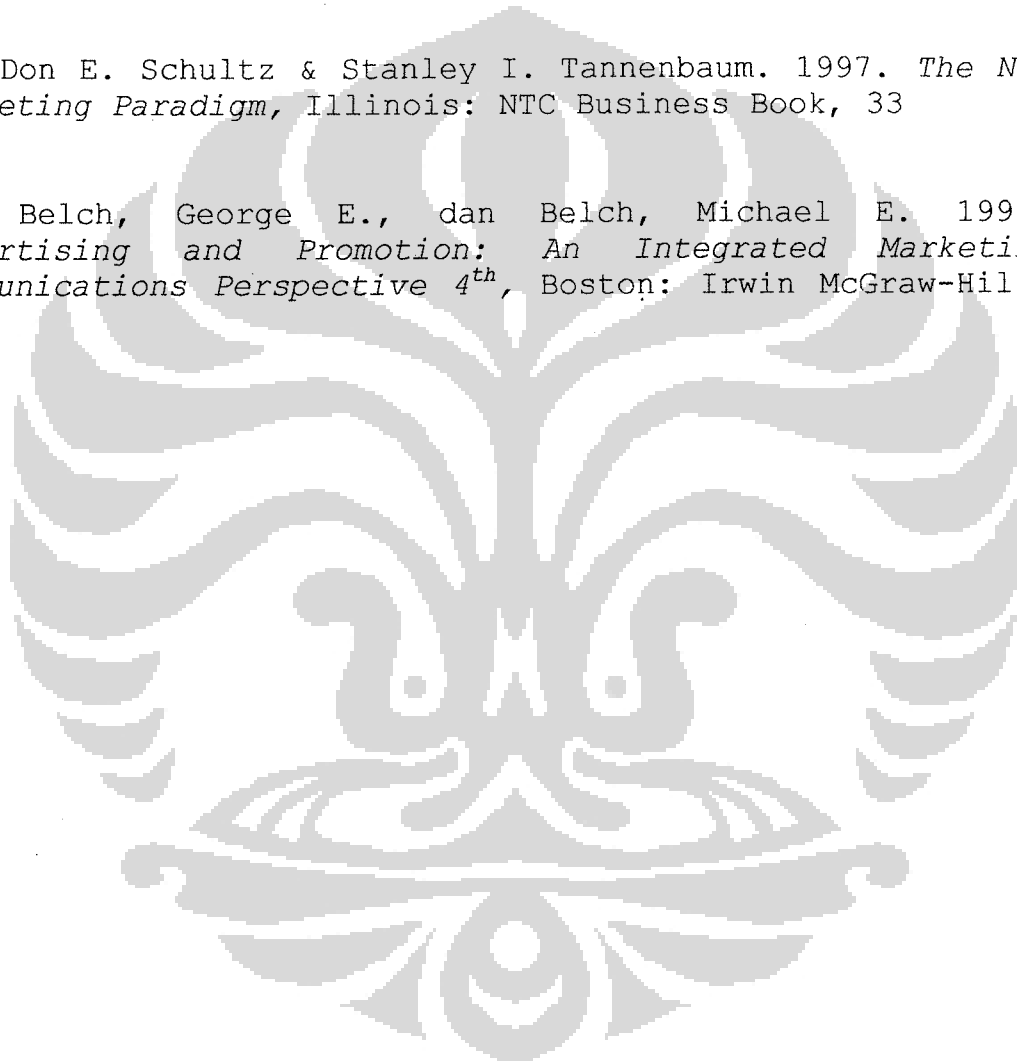 Don E. Schultz & Stanley I. Tannenbaum. 1997. The N
eting Paradigm, Illinois: NTC Business Book, 33
Belch, George E., dan Belch, Michael E. 199
rtising and Promotion: An Integrated Marketi
unications Perspective 4th, Boston: Irwin McGraw-Hil